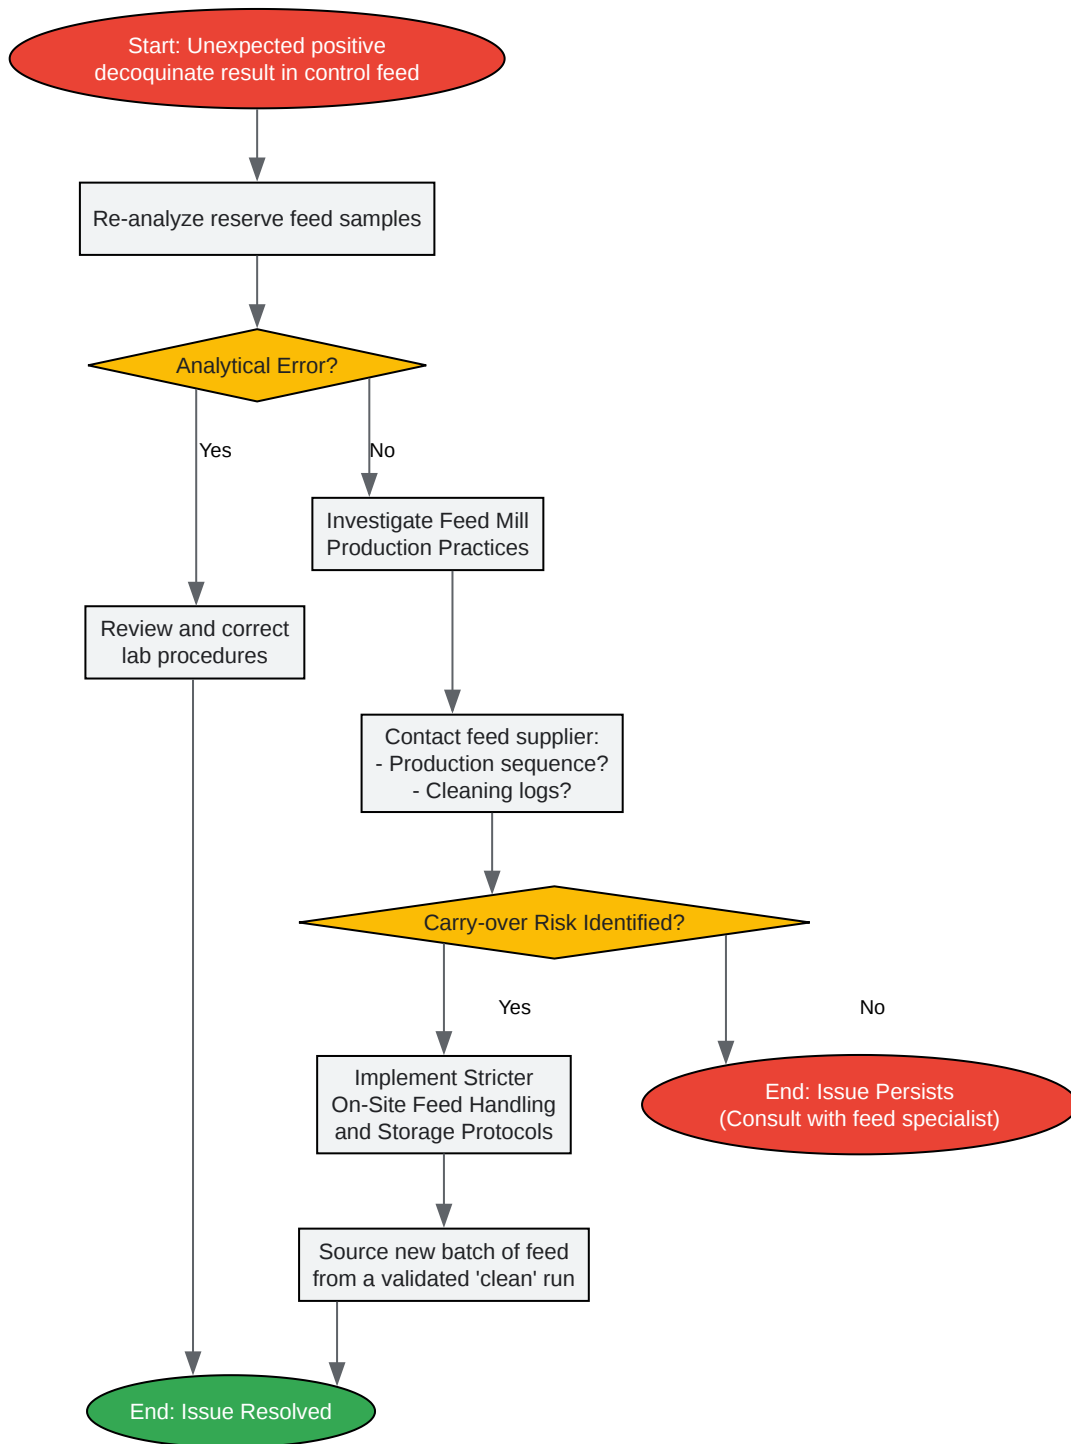 Start: Unexpected positive
decoquinate result in control feed
Re-analyze reserve feed samples
Analytical Error?
Yes
No
Investigate Feed Mill
Production Practices
Review and correct
lab procedures
Contact feed supplier:
- Production sequence?
- Cleaning logs?
Carry-over Risk Identified?
Yes
No
Implement Stricter
On-Site Feed Handling
and Storage Protocols
End: Issue Persists
(Consult with feed specialist)
Source new batch of feed
from a validated 'clean' run
End: Issue Resolved